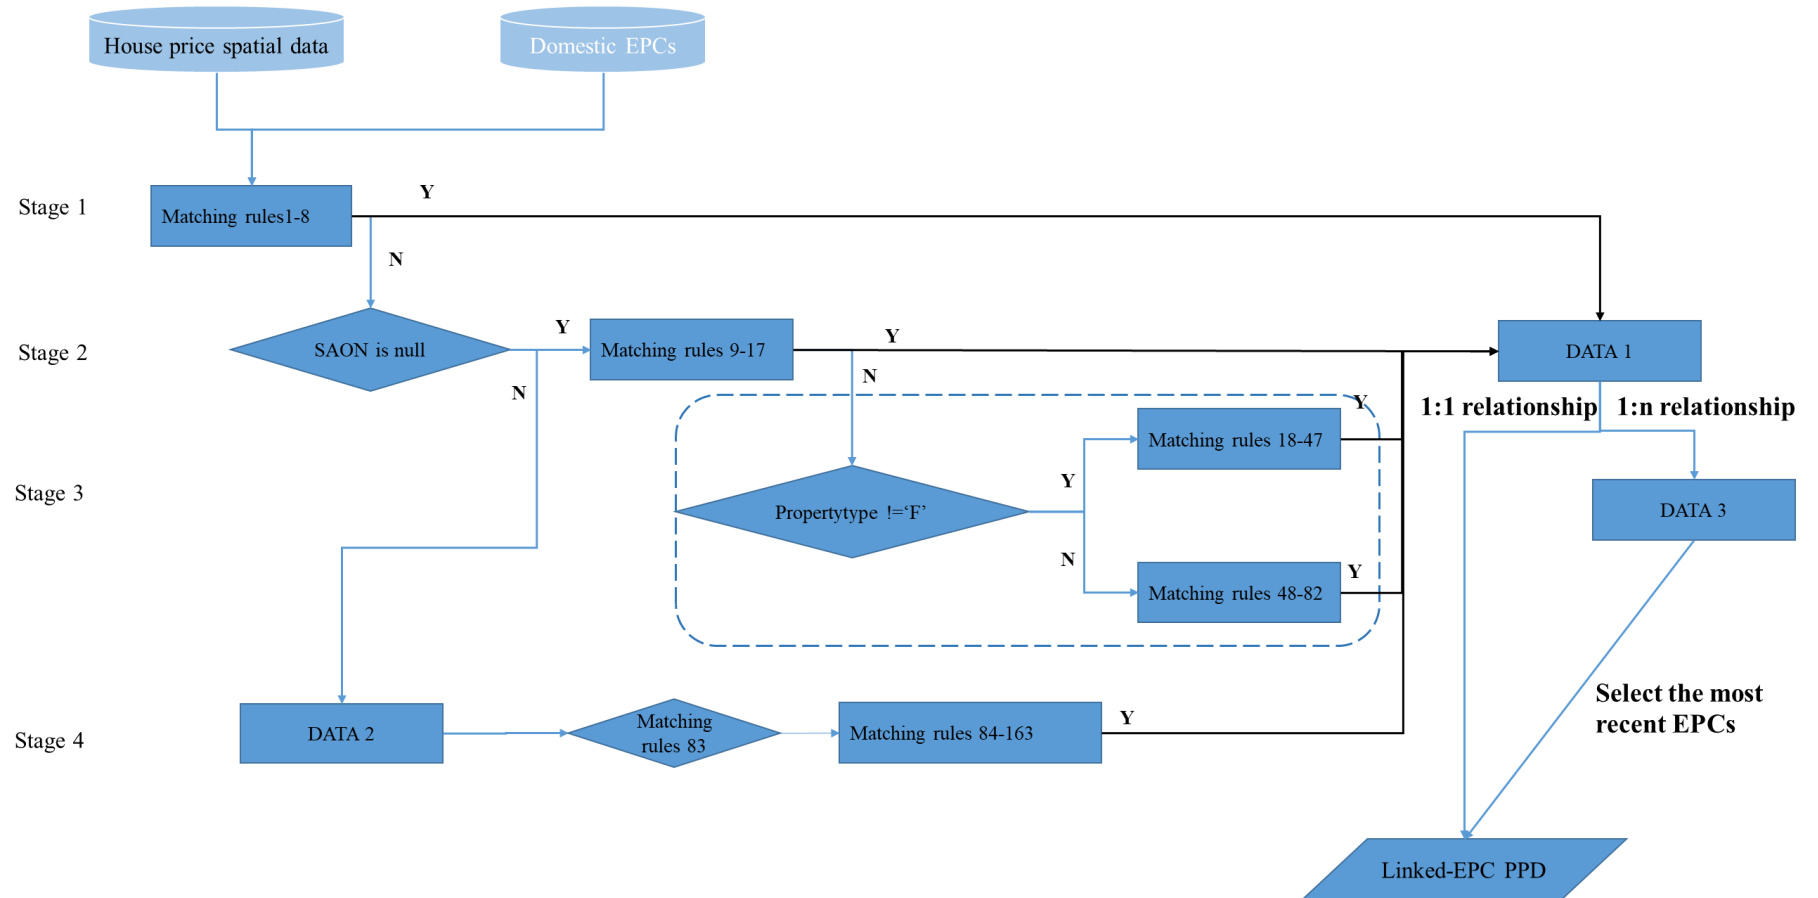 House price spatial data
Domestic EPCs
Stage 1
Matching rules1-8
Y
N
Stage 2
SAON is null
Y
N
Matching rules 9-17
Y
N
DATA 1
1:1 relationship
1:n relationship
Stage 3
Propertytype !=‘F’
Y
N
Matching rules 18-47
Y
Matching rules 48-82
Y
DATA 3
Stage 4
DATA 2
Matching
rules 83
Matching rules 84-163
Y
Select the most
recent EPCs
Linked-EPC PPD